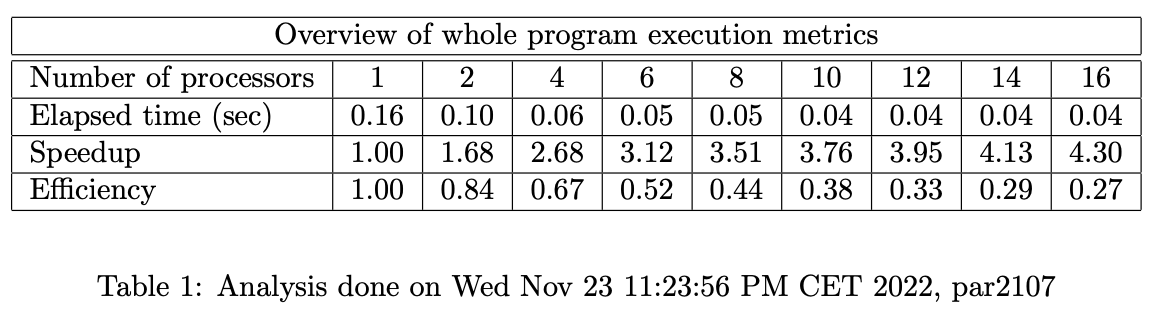 Overview of whole program execution metrics
Number of processors 1 2 4 6 8 10 12 14 16
Elapsed time (sec) 0.16 0.10 0.06 0.05 0.05 0.04 0.04 0.04 0.04
Speedup 1.00 1.68 2.68 3.12 3.51 3.76 3.95 4.13 4.30
Efficiency 1.00 0.84 0.67 0.52 0.44 0.38 0.33 0.29 0.27
Table 1: Analysis done on Wed Nov 23 11:23:56 PM CET 2022, par2107